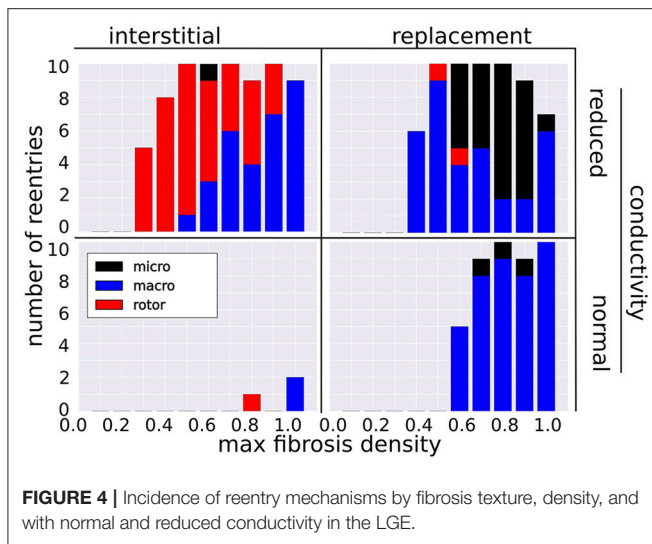 interstitial replacement
number of reentries
10
8
6
4
2
0
10
8
6
4
2
0
micro
macro
rotor
0.0 0.2 0.4 0.6 0.8 1.0 0.0 0.2 0.4 0.6 0.8 1.0
max fibrosis density
reduced
normal
conductivity
FIGURE 4 | Incidence of reentry mechanisms by fibrosis texture, density, and
with normal and reduced conductivity in the LGE.